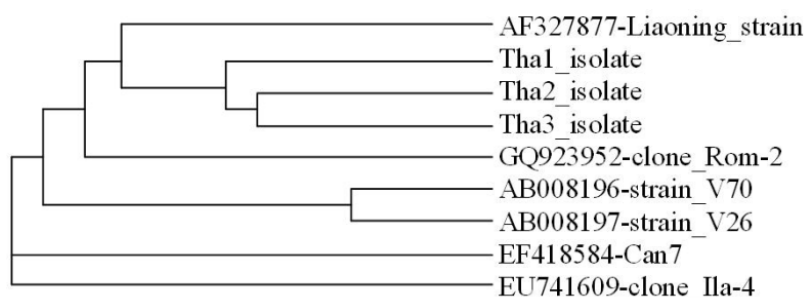 AF327877-Liaoning_strain
Tha1_isolate
Tha2_isolate
Tha3_isolate
GQ923952-clone_Rom-2
AB008196-strain_V70
AB008197-strain_V26
EF418584-Can7
EU741609-clone_Ila-4